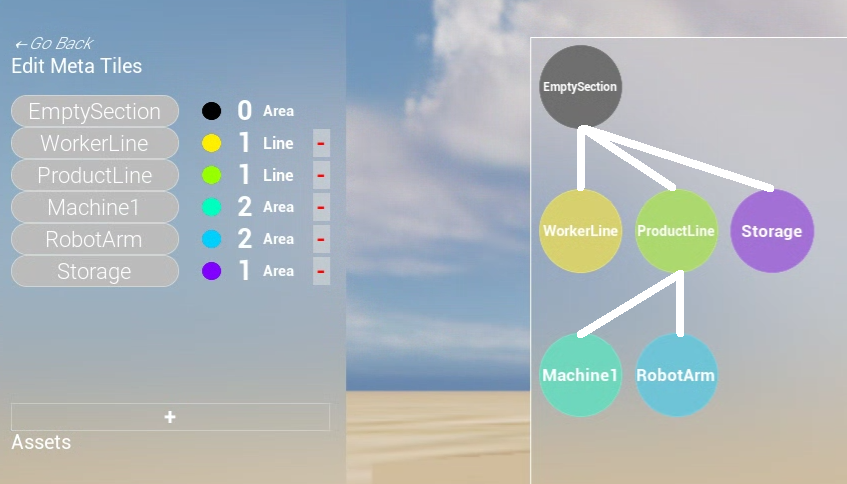 ←Go Back
Edit Meta Tiles
EmptySection 0 Area
WorkerLine 1 Line -
ProductLine 1 Line -
Machine1 2 Area -
RobotArm 2 Area -
Storage 1 Area -
+
Assets
EmptySection
WorkerLine ProductLine Storage
Machine1 RobotArm